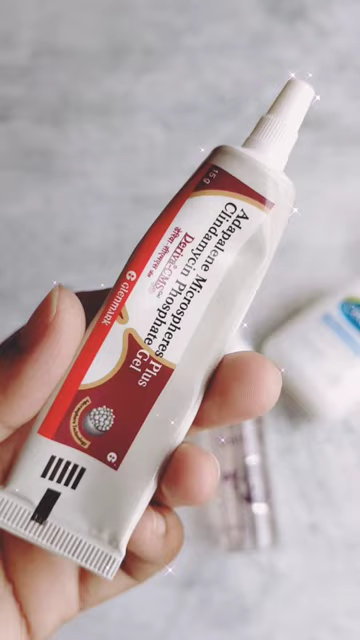 15 g
Adapalene Microspheres Plus
Clindamycin Phosphate Gel
Deriva-CMS
glenmark